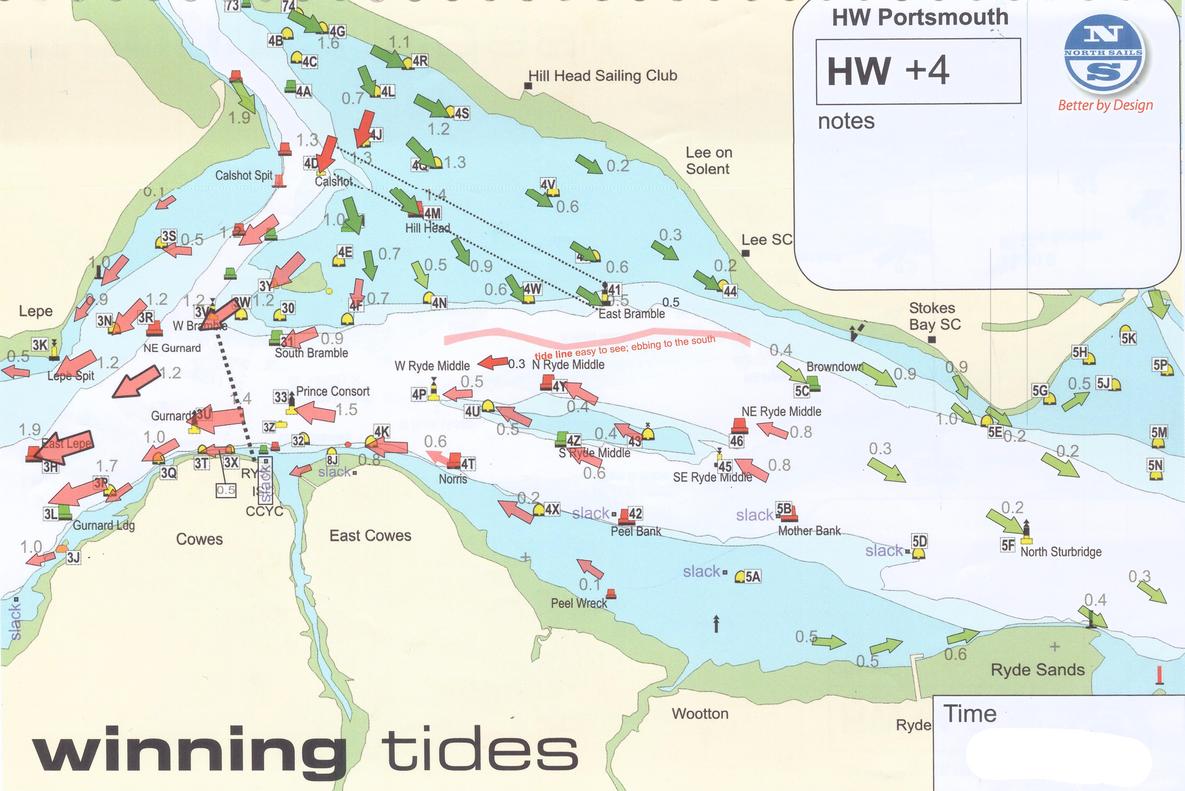 HW Portsmouth
HW +4
notes
N
NORTH SAILS
S
Better by Design
73
74
4G
4B
1.6
1.1
4C
4R
4A
0.7
4L
4S
1.9
Hill Head Sailing Club
1.3
4J
1.2
1.3
4D
1.3
Calshot Spit
Calshot
0.2
Lee on
Solent
0.1
4V
0.6
1.4
4M
Hill Head
1.0
3S
0.5
4E
0.7
0.9
0.3
Lee SC
1.0
0.6
0.2
44
3Y
0.5
0.6
4W
41
0.5
0.5
East Bramble
0.9
1.2
1.2
3W
1.2
30
0.7
4F
4N
Lepe
3N
3R
W Bramble
Stokes
Bay SC
3K
NE Gurnard
31
0.9
South Bramble
tide line easy to see; ebbing to the south
0.5
Lepe Spit
1.2
1.2
W Ryde Middle
0.3
N Ryde Middle
0.4
Browndown
0.9
0.9
5H
5K
5P
4P
0.5
4Y
5C
5G
0.5
5J
Gurnard
3U
33
Prince Consort
1.5
4U
0.4
NE Ryde Middle
1.0
0.2
5E
1.9
East Lepe
3H
1.0
3Z
32
4K
0.5
4Z
0.4
43
46
0.8
5M
3Q
3T
3X
8J
0.8
0.6
4T
Norris
S Ryde Middle
0.6
45
SE Ryde Middle
0.8
0.3
0.2
5N
slack
slack
0.5
CCYC
1.7
3L
Gurnard Ldg
0.2
4X
slack
42
Peel Bank
slack
5B
Mother Bank
0.2
5F
North Sturbridge
Cowes
East Cowes
1.0
3J
slack
5D
slack
5A
0.1
Peel Wreck
0.3
0.4
slack
0.5
0.5
0.6
Ryde Sands
Wootton
Ryde
Time
winning tides